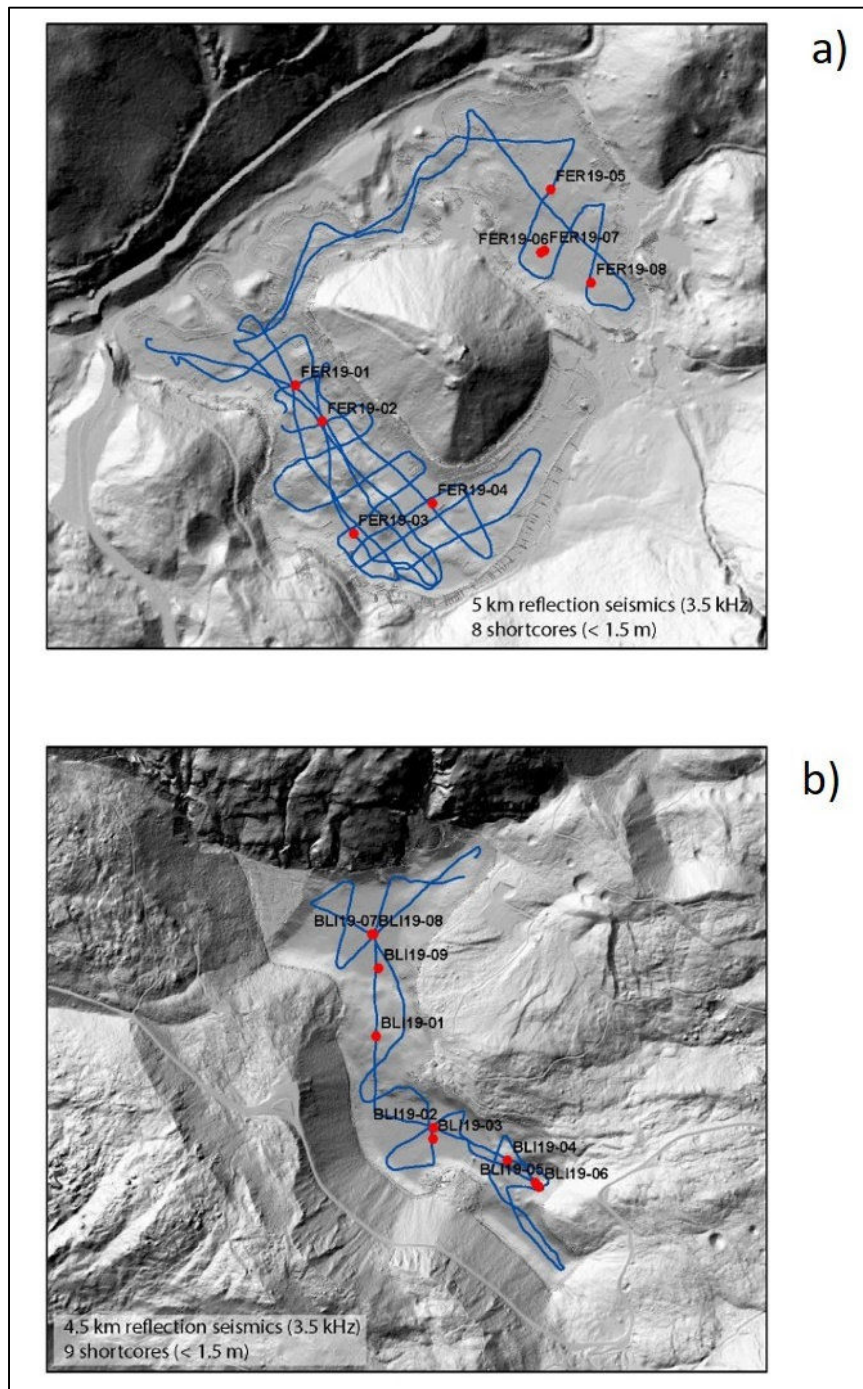 a)
FER19-05
FER19-06 FER19-07
FER19-08
FER19-01
FER19-02
FER19-04
FER19-03
5 km reflection seismics (3.5 kHz)
8 shortcores (< 1.5 m)
b)
BLI19-07 BLI19-08
BLI19-09
BLI19-01
BLI19-02
BLI19-03
BLI19-04
BLI19-05
BLI19-06
4.5 km reflection seismics (3.5 kHz)
9 shortcores (< 1.5 m)